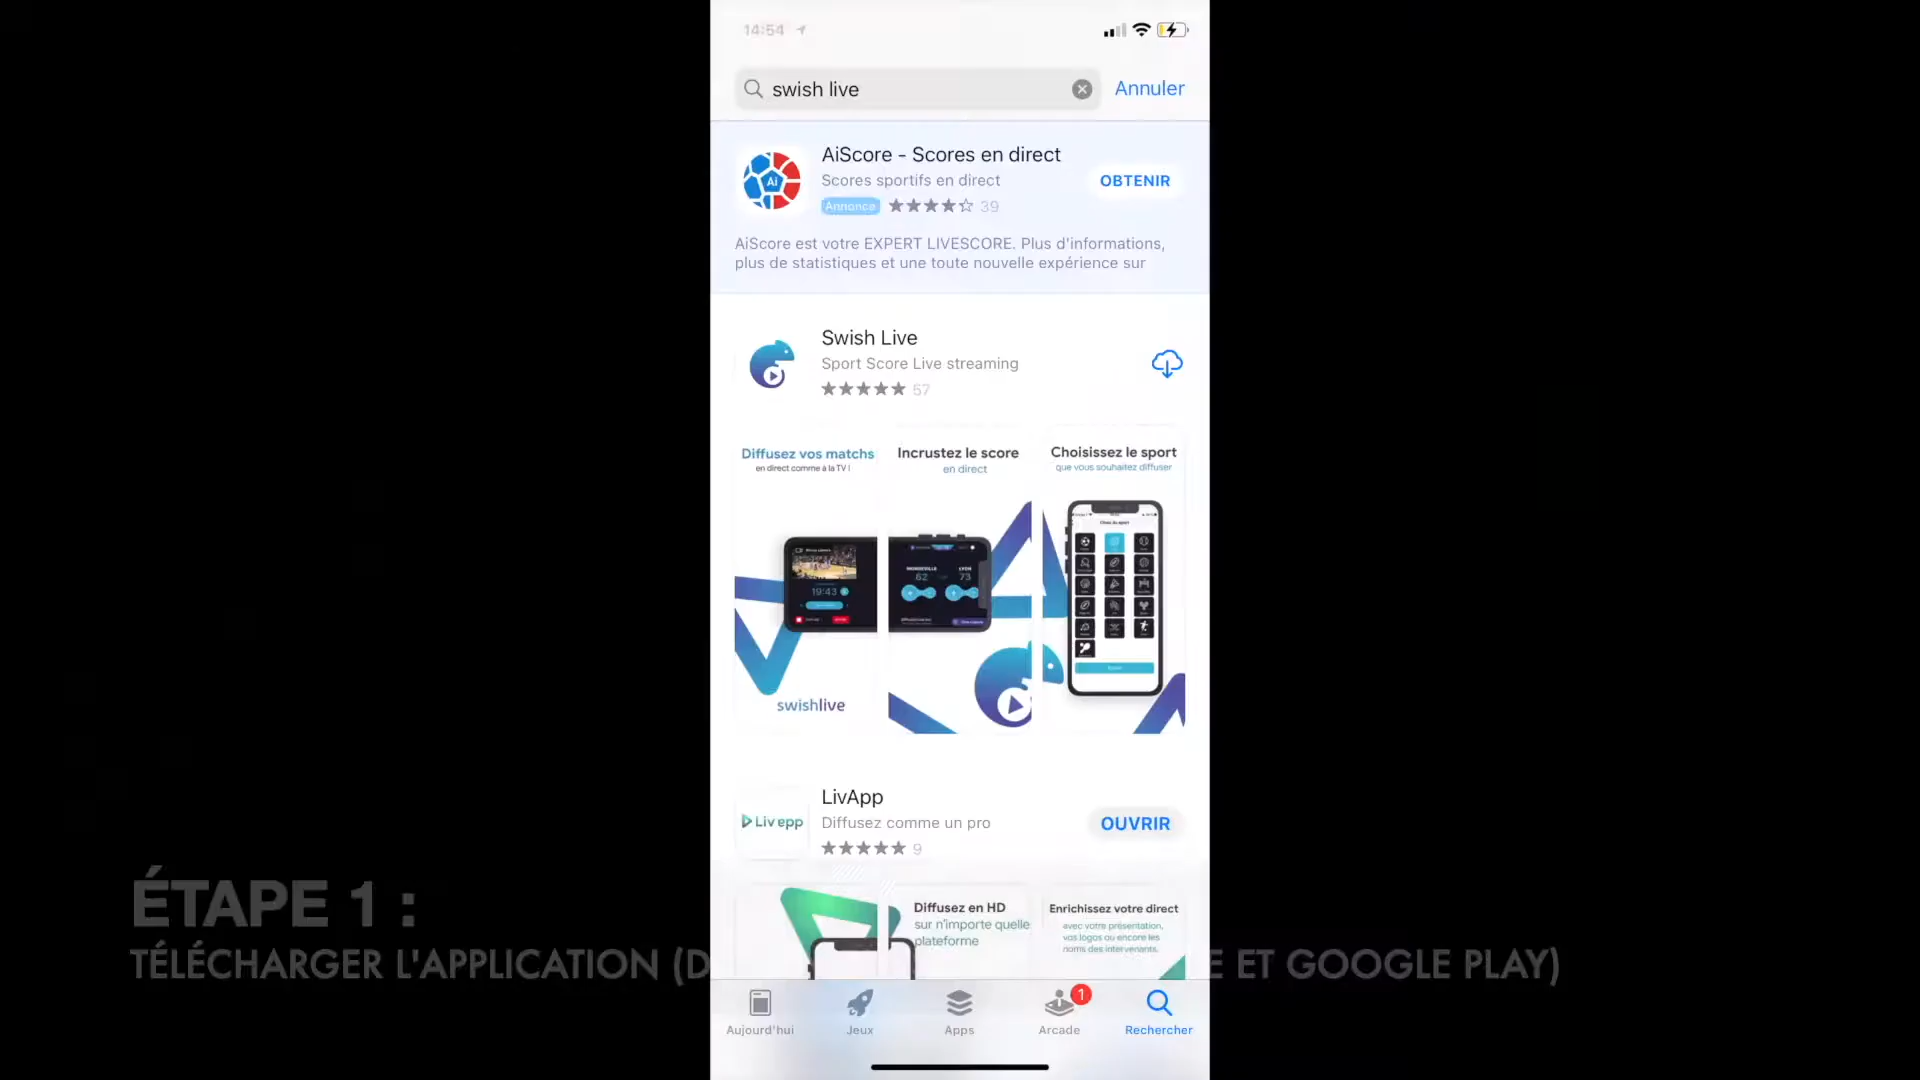 14:54
swish live
Annuler
AiScore - Scores en direct
Scores sportifs en direct
OBTENIR
Annonce
39
AiScore est votre EXPERT LIVESCORE. Plus d'informations,
plus de statistiques et une toute nouvelle expérience sur
Swish Live
Sport Score Live streaming
57
Diffusez vos matchs
en direct comme à la TV !
Incrustez le score
en direct
Choisissez le sport
que vous souhaitez diffuser
19:43
62
LYON
73
swishlive
LivApp
Diffusez comme un pro
OUVRIR
9
Diffusez en HD
sur n'importe quelle
plateforme
Enrichissez votre direct
avec votre présentation,
vos logos ou encore les
noms des intervenants.
ÉTAPE 1 :
TÉLÉCHARGER L'APPLICATION (D
E ET GOOGLE PLAY)
Aujourd'hui
Jeux
Apps
1
Arcade
Rechercher